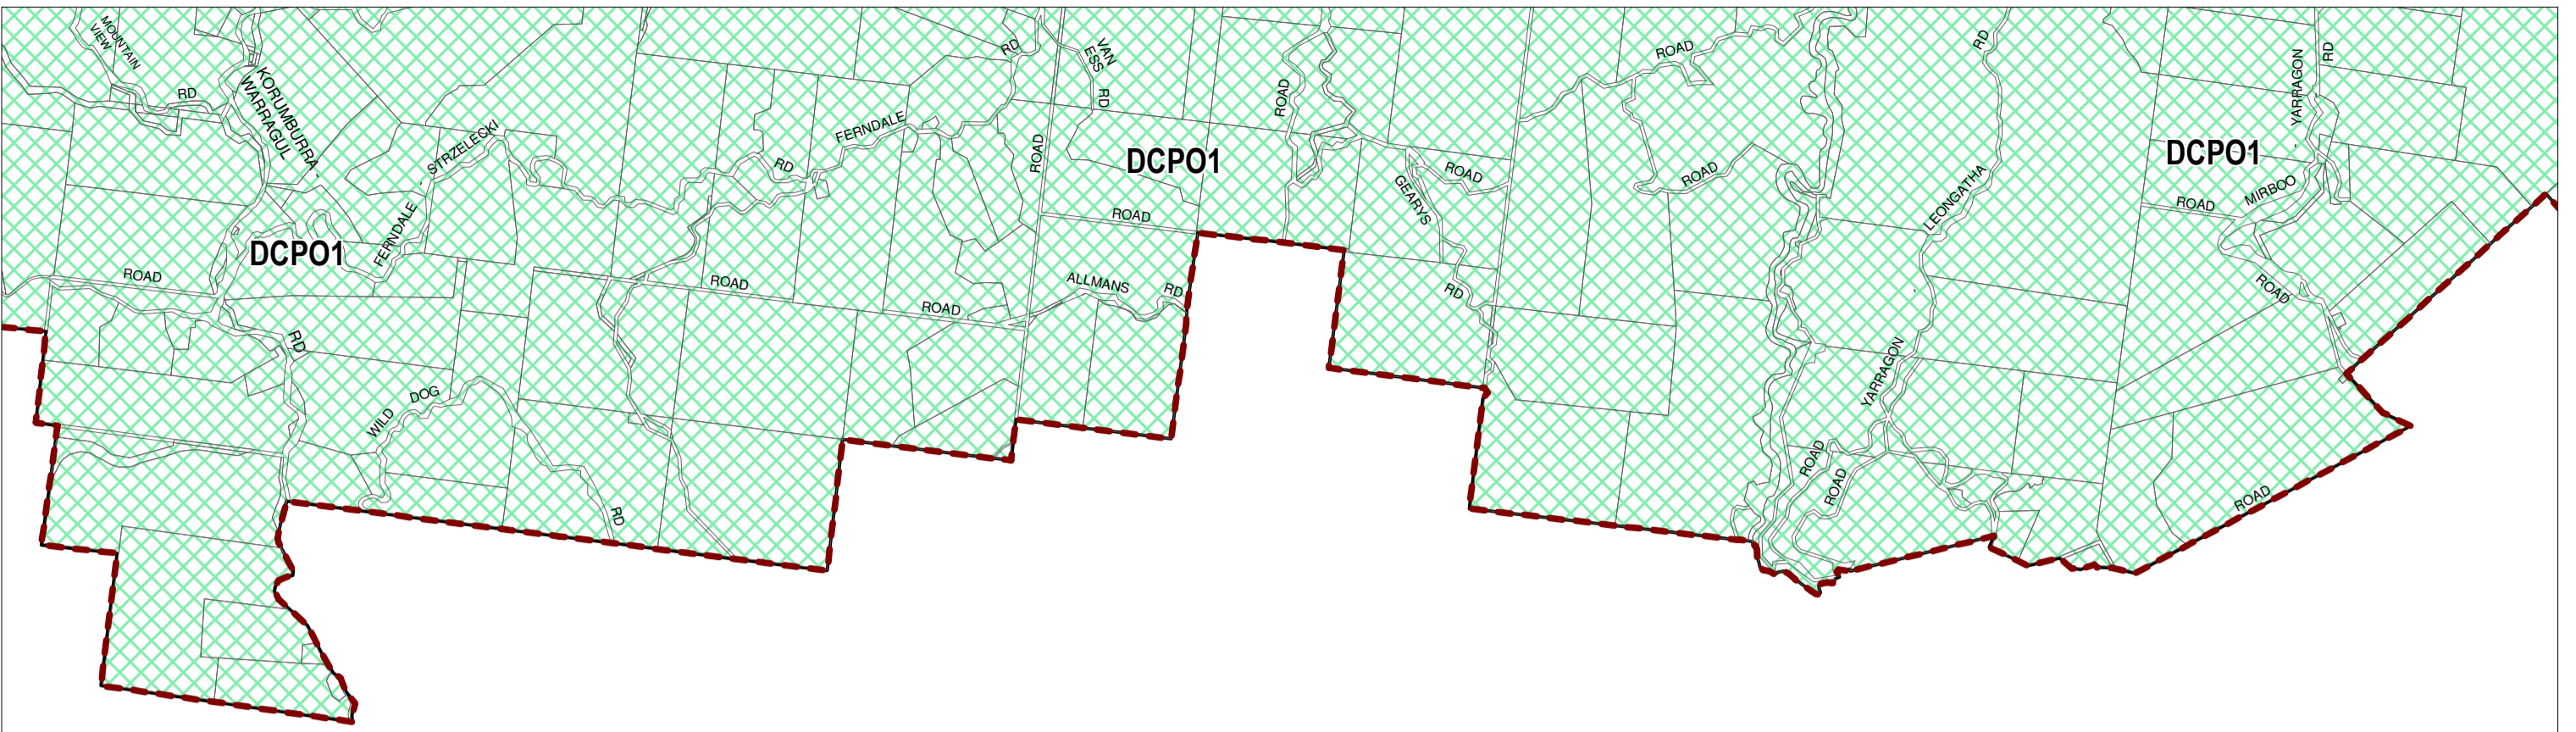 MOUNTAIN
VIEW
RD
KORUMBURRA -
WARRAGUL
DCPO1
FERNDALE - STRZELECKI
ROAD
RD
WILD DOG
RD
RD
FERNDALE
RD
ROAD
ROAD
ROAD
VAN
ESS
RD
DCPO1
ROAD
ALLMANS RD
ROAD
GEARYS
ROAD
RD
ROAD
ROAD
RD
LEONGATHA
-
YARRAGON
ROAD
ROAD
DCPO1
YARRAGON
RD
-
MIRBOO
ROAD
ROAD
ROAD